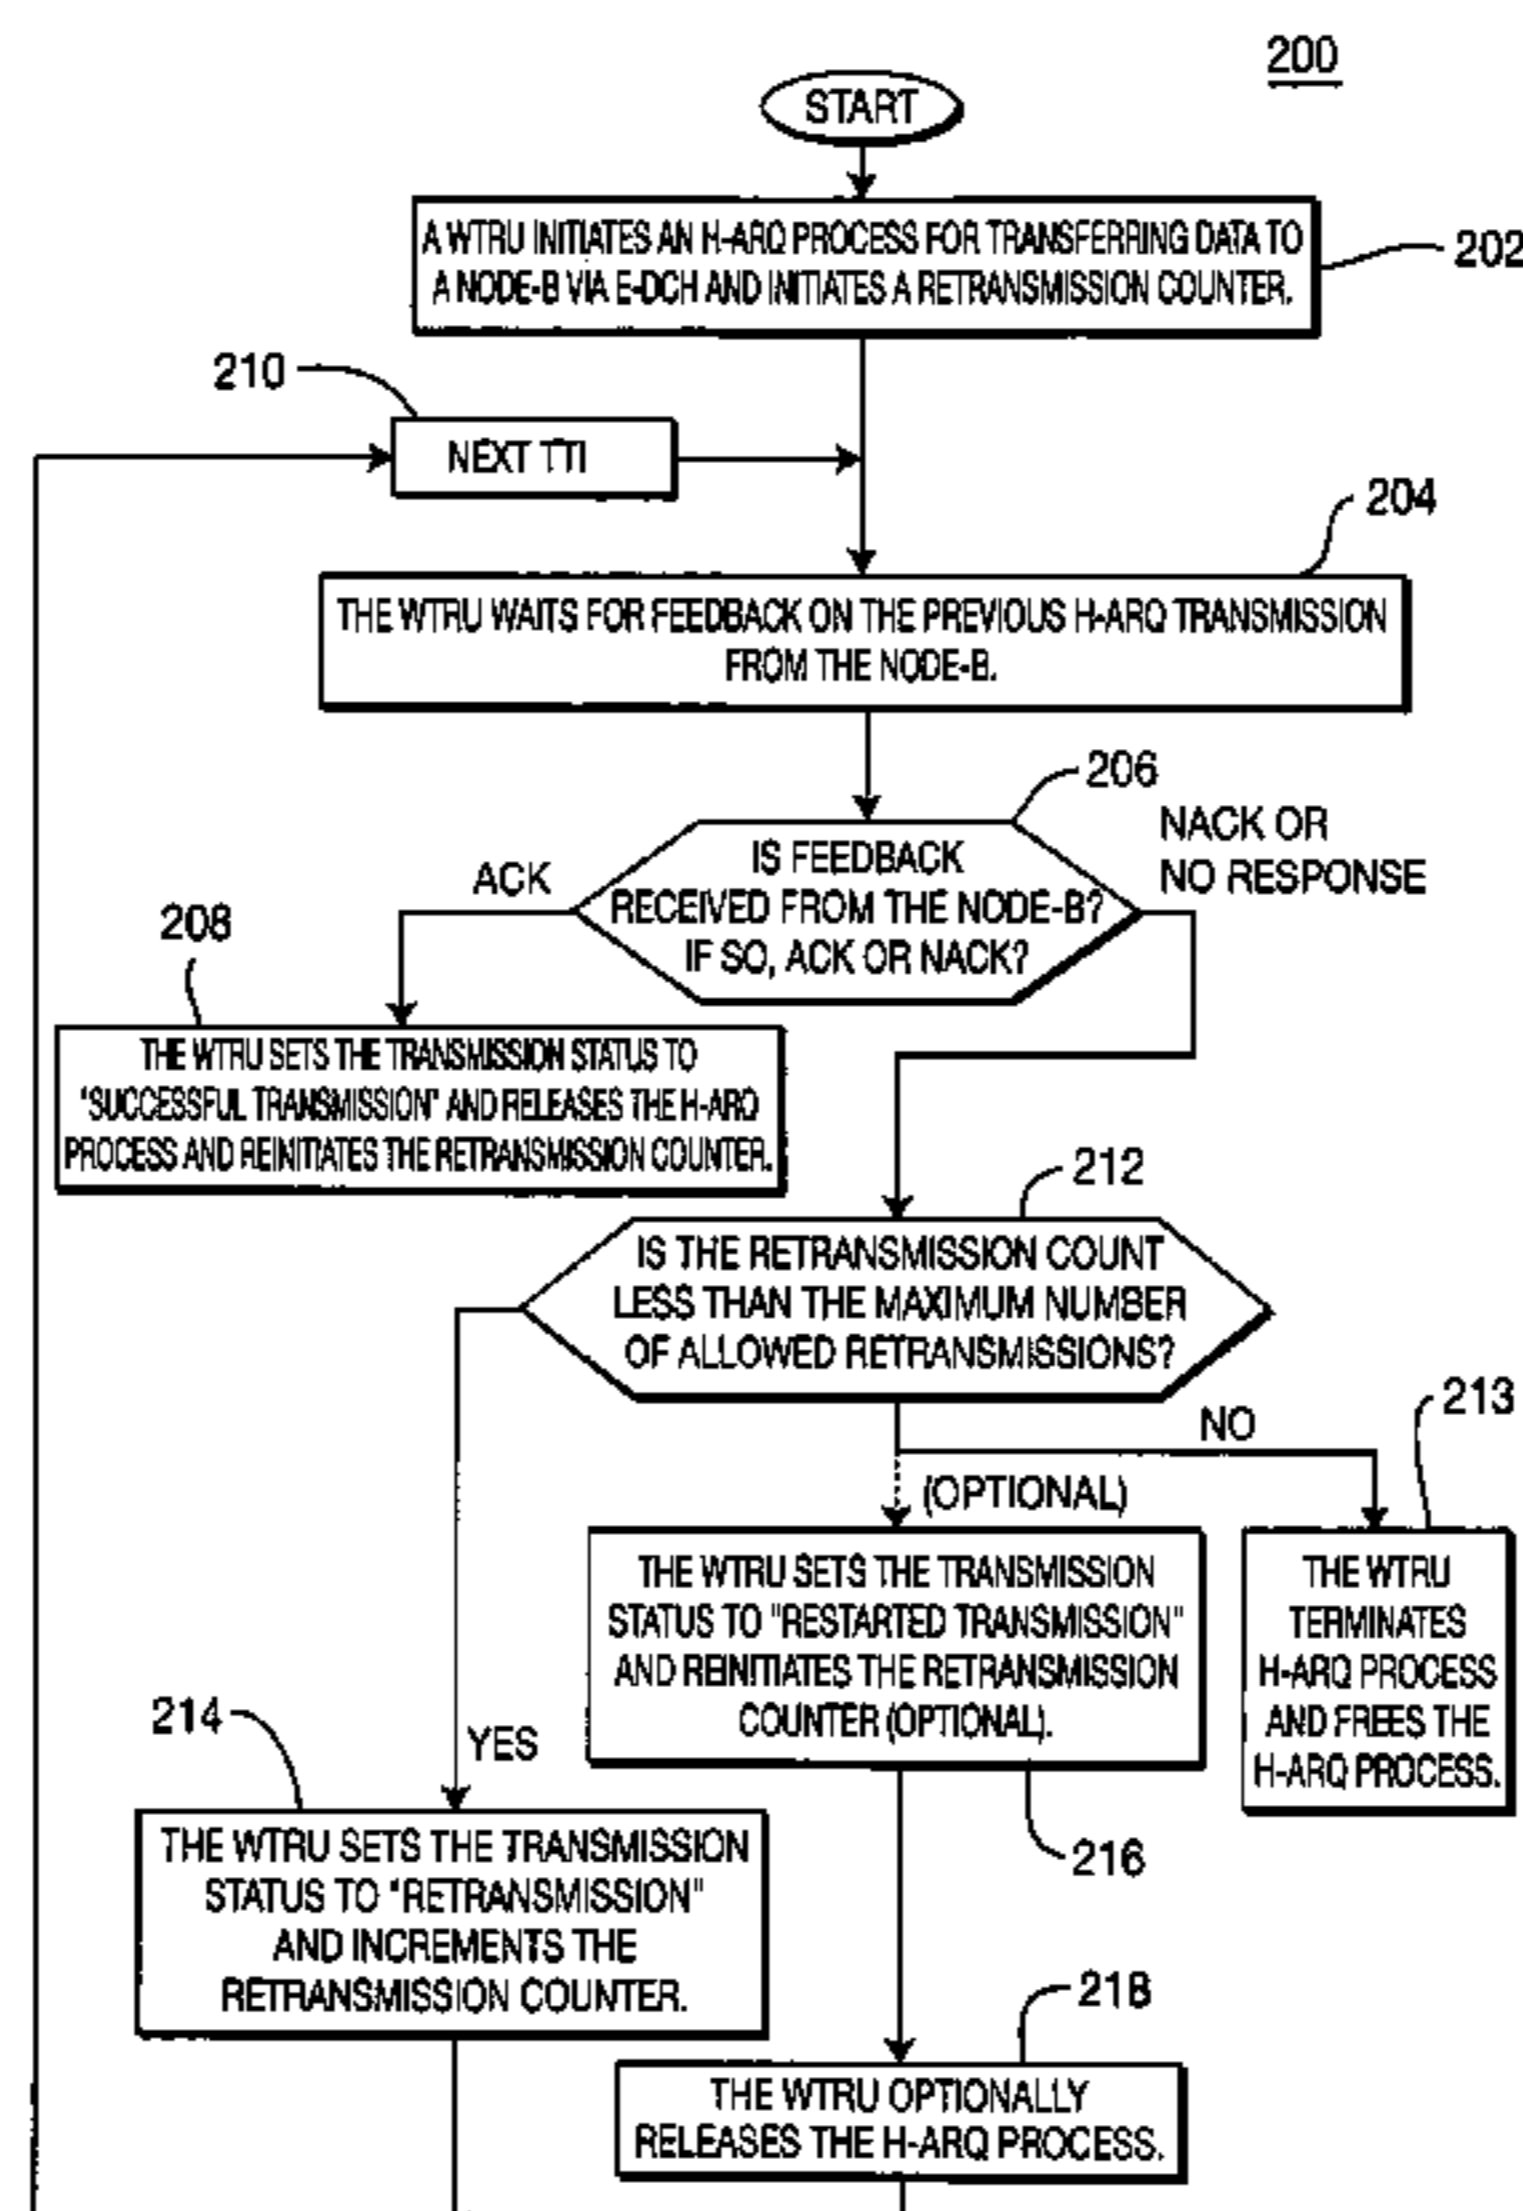 200
START
A WTRU INITIATES AN H-ARQ PROCESS FOR TRANSFERRING DATA TO
A NODE-B VIA E-DCH AND INITIATES A RETRANSMISSION COUNTER.
202
210
NEXT TTI
204
THE WTRU WAITS FOR FEEDBACK ON THE PREVIOUS H-ARQ TRANSMISSION
FROM THE NODE-B.
206
NACK OR
NO RESPONSE
ACK
IS FEEDBACK
RECEIVED FROM THE NODE-B?
IF SO, ACK OR NACK?
208
THE WTRU SETS THE TRANSMISSION STATUS TO
"SUCCESSFUL TRANSMISSION" AND RELEASES THE H-ARQ
PROCESS AND REINITIATES THE RETRANSMISSION COUNTER.
212
IS THE RETRANSMISSION COUNT
LESS THAN THE MAXIMUM NUMBER
OF ALLOWED RETRANSMISSIONS?
213
NO
(OPTIONAL)
THE WTRU SETS THE TRANSMISSION
STATUS TO "RESTARTED TRANSMISSION"
AND REINITIATES THE RETRANSMISSION
COUNTER (OPTIONAL).
THE WTRU
TERMINATES
H-ARQ PROCESS
AND FREES THE
H-ARQ PROCESS.
214
YES
216
THE WTRU SETS THE TRANSMISSION
STATUS TO "RETRANSMISSION"
AND INCREMENTS THE
RETRANSMISSION COUNTER.
218
THE WTRU OPTIONALLY
RELEASES THE H-ARQ PROCESS.